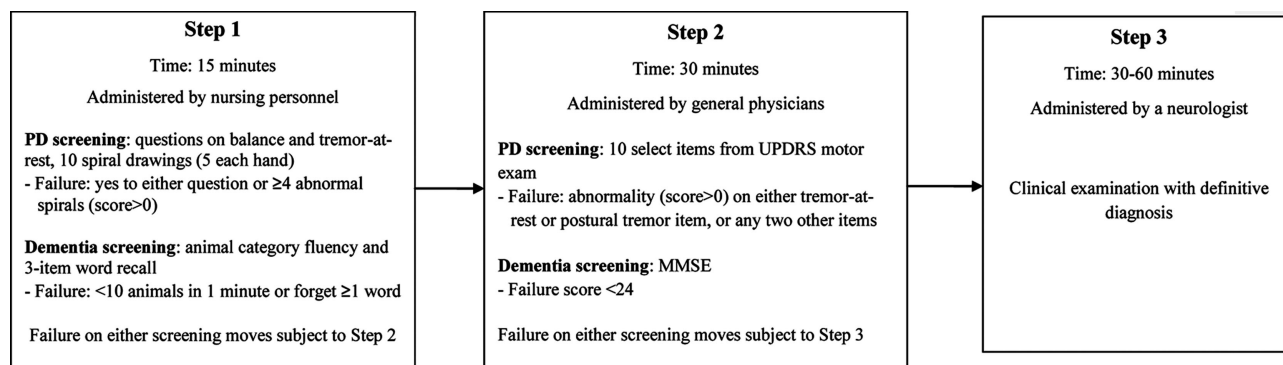 Step 1
Time: 15 minutes
Administered by nursing personnel
PD screening: questions on balance and tremor-at-
rest, 10 spiral drawings (5 each hand)
- Failure: yes to either question or ≥4 abnormal
spirals (score>0)
Dementia screening: animal category fluency and
3-item word recall
- Failure: <10 animals in 1 minute or forget ≥1 word
Failure on either screening moves subject to Step 2
Step 2
Time: 30 minutes
Administered by general physicians
PD screening: 10 select items from UPDRS motor
exam
- Failure: abnormality (score>0) on either tremor-at-
rest or postural tremor item, or any two other items
Dementia screening: MMSE
- Failure score <24
Failure on either screening moves subject to Step 3
Step 3
Time: 30-60 minutes
Administered by a neurologist
Clinical examination with definitive
diagnosis